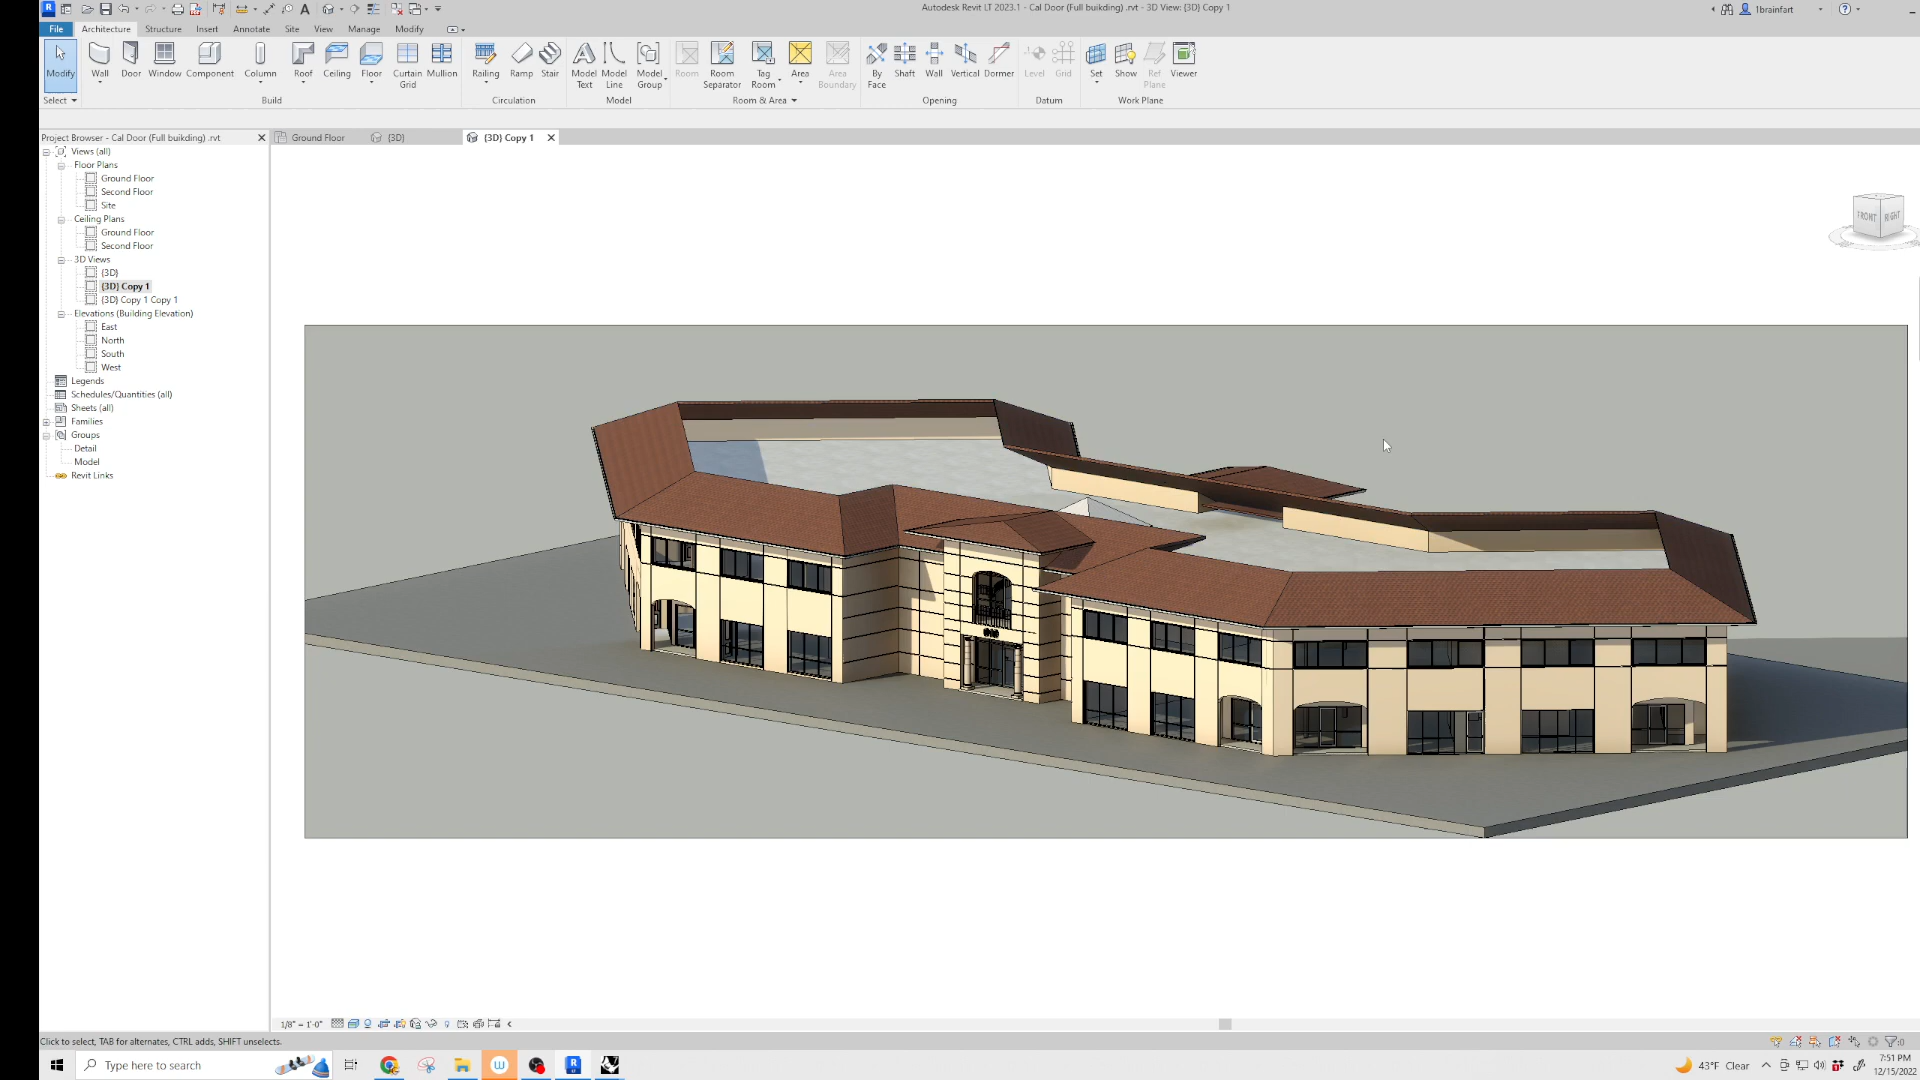 Autodesk Revit LT 2023.1 - Cal Door (Full buikding) .rvt - 3D View: {3D} Copy 1
1brainfart
File Architecture Structure Insert Annotate Site View Manage Modify
Modify Wall Door Window Component Column Roof Ceiling Floor Curtain Grid Mullion Railing Ramp Stair Model Text Model Line Model Group Room Room Separator Tag Room Area Area Boundary By Face Shaft Wall Vertical Dormer Level Grid Set Show Ref Plane Viewer
Select Build Circulation Model Room & Area Opening Datum Work Plane
Project Browser - Cal Door (Full buikding) .rvt
Ground Floor {3D} {3D} Copy 1
Views (all)
Floor Plans
Ground Floor
Second Floor
Site
Ceiling Plans
Ground Floor
Second Floor
3D Views
{3D}
{3D} Copy 1
{3D} Copy 1 Copy 1
Elevations (Building Elevation)
East
North
South
West
Legends
Schedules/Quantities (all)
Sheets (all)
Families
Groups
Detail
Model
Revit Links
FRONT RIGHT
1/8" = 1'-0"
Click to select, TAB for alternates, CTRL adds, SHIFT unselects.
:0
Type here to search
43°F Clear
7:51 PM
12/15/2022